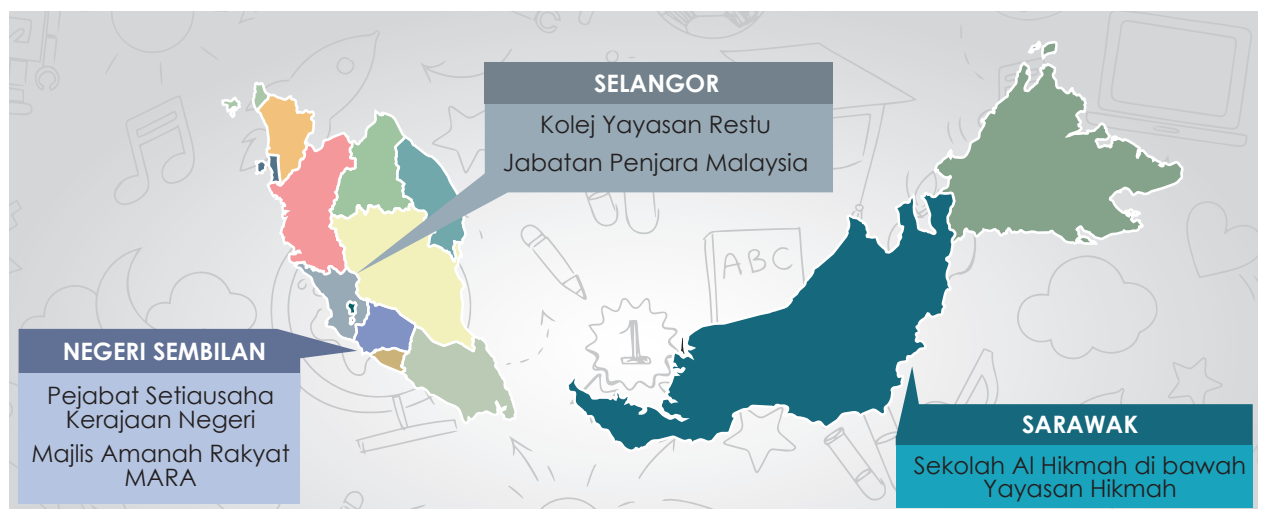 SELANGOR
Kolej Yayasan Restu
Jabatan Penjara Malaysia
ABC
1
NEGERI SEMBILAN
Pejabat Setiausaha
Kerajaan Negeri
Majlis Amanah Rakyat
MARA
SARAWAK
Sekolah Al Hikmah di bawah
Yayasan Hikmah